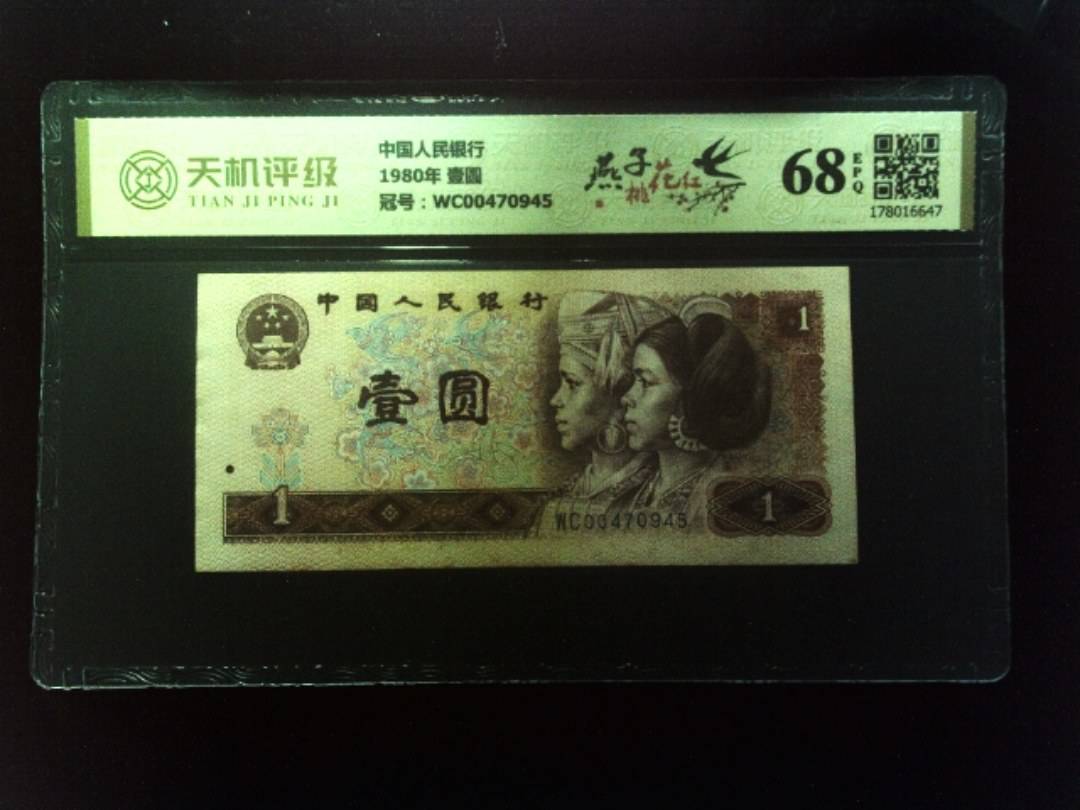 天机评级
TIAN JI PING JI
中国人民银行
1980年 壹圆
冠号：WC00470945
燕子
桃花红
68
EPQ
178016647
中国人民银行
1
壹圆
1
WC00470945
1